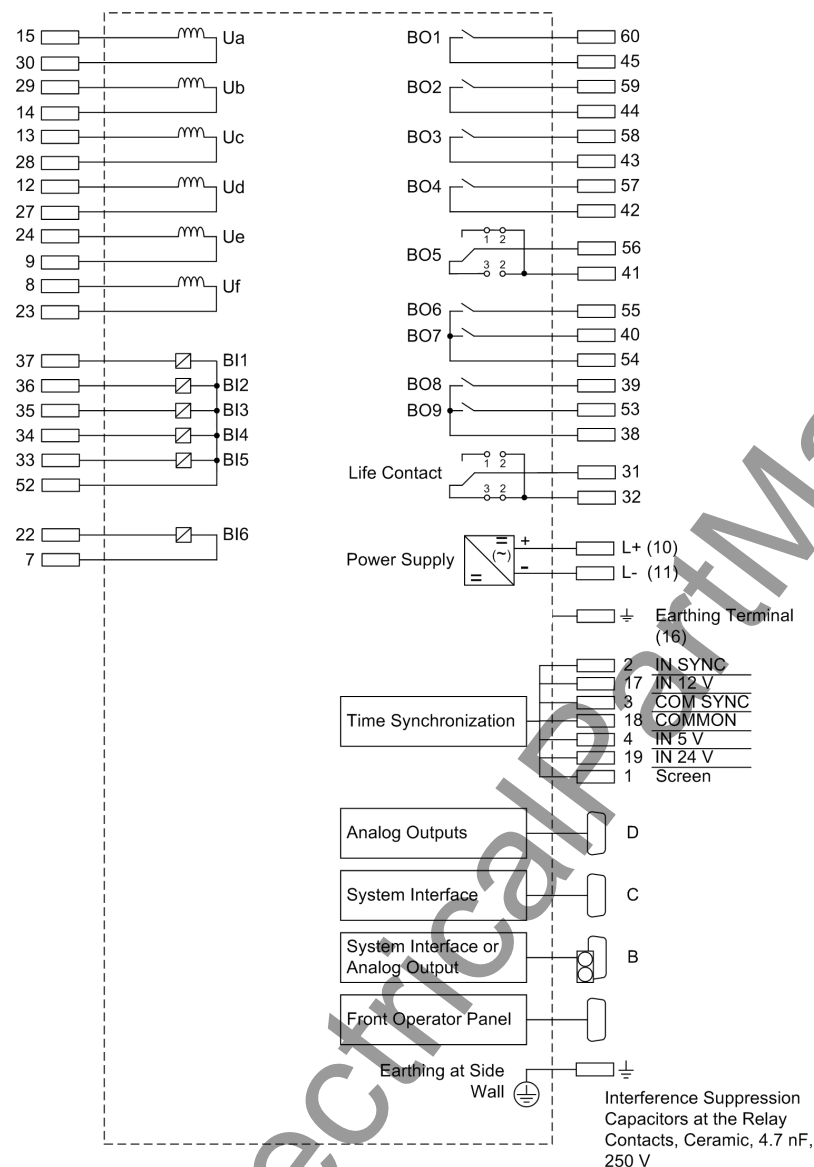 15 Ua
30
29 Ub
14
13 Uc
28
12 Ud
27
24 Ue
9
8 Uf
23
37 BI1
36 BI2
35 BI3
34 BI4
33 BI5
52
22 BI6
7
BO1 60
45
BO2 59
44
BO3 58
43
BO4 57
42
1 2
BO5 56
3 2 41
BO6 55
BO7 40
54
BO8 39
BO9 53
38
1 2
Life Contact 31
3 2 32
Power Supply = (~) = + L+ (10)
- L- (11)
Earthing Terminal
(16)
2 IN SYNC
17 IN 12 V
3 COM SYNC
Time Synchronization 18 COMMON
4 IN 5 V
19 IN 24 V
1 Screen
Analog Outputs D
System Interface C
System Interface or
Analog Output B
Front Operator Panel
Earthing at Side
Wall
Interference Suppression
Capacitors at the Relay
Contacts, Ceramic, 4.7 nF,
250 V